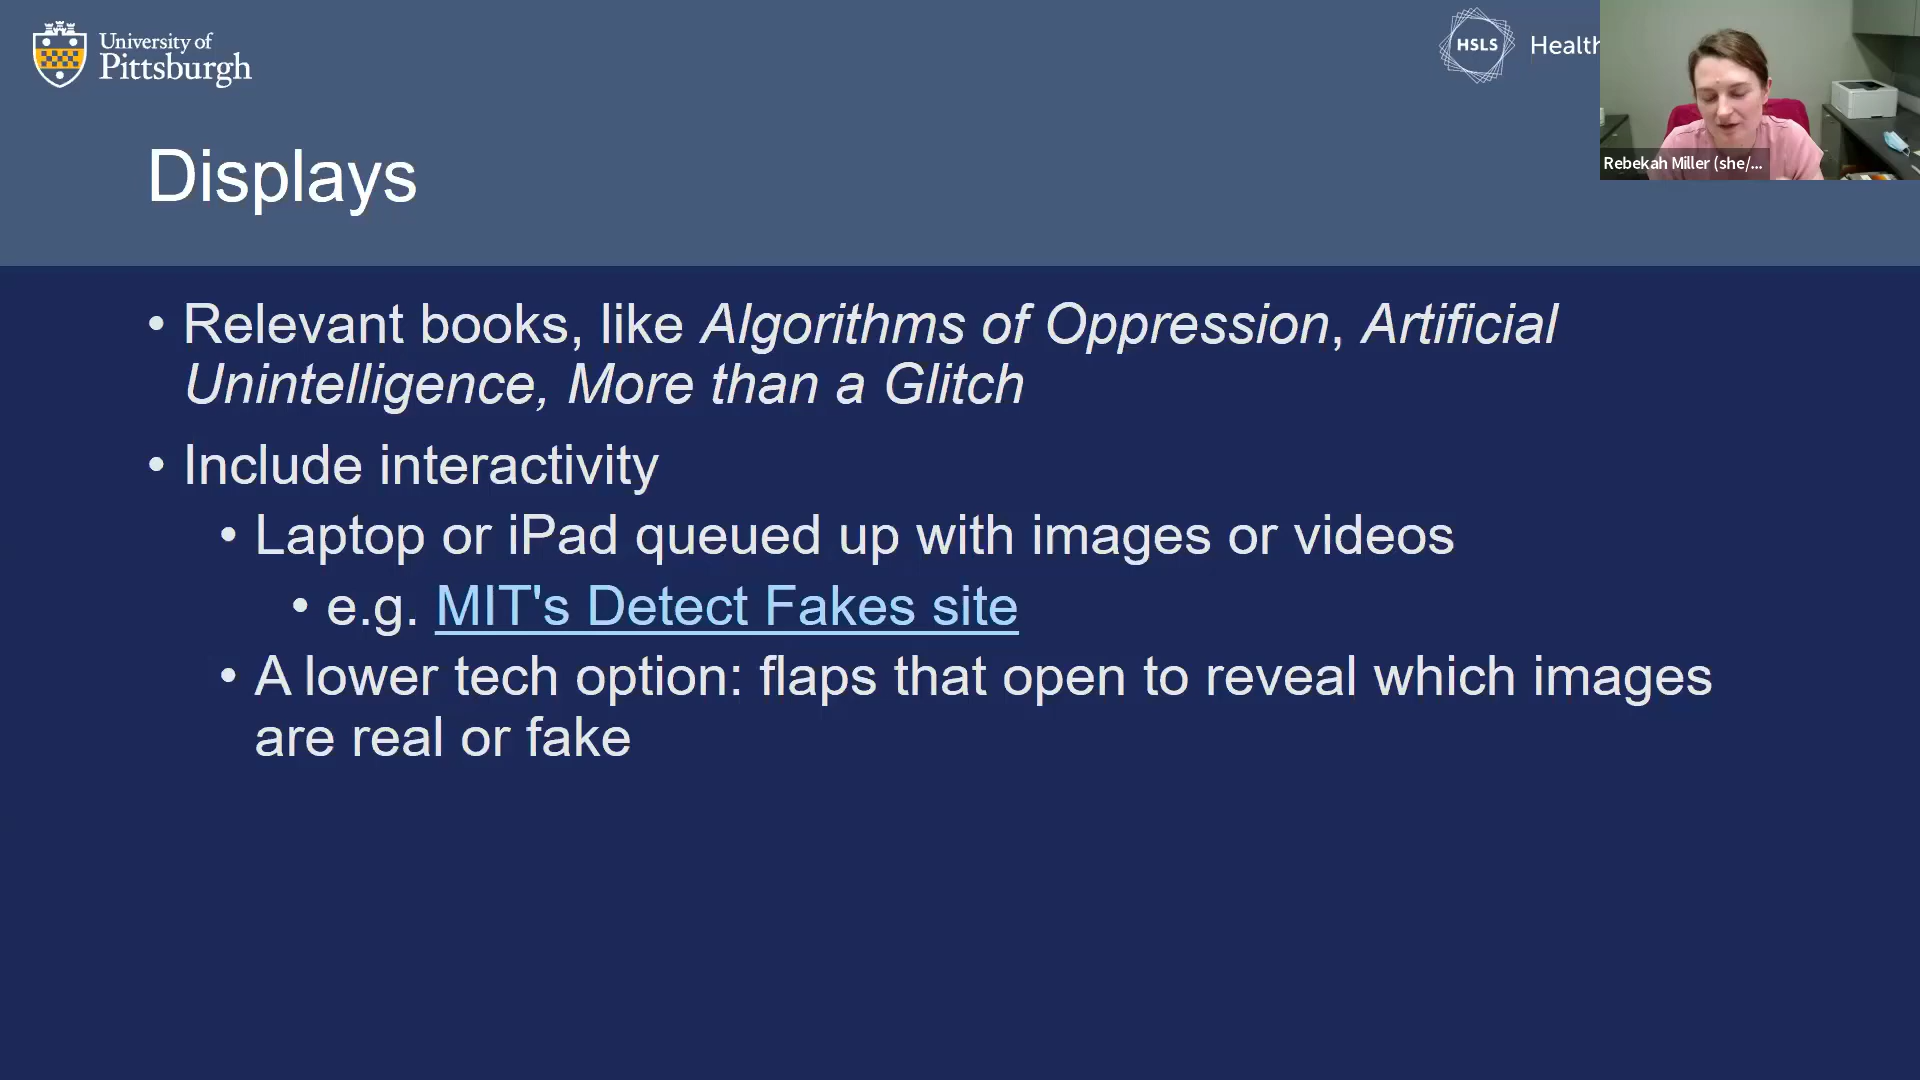 University of
Pittsburgh
HSLS
Health
Rebekah Miller (she/...
Displays
• Relevant books, like Algorithms of Oppression, Artificial
Unintelligence, More than a Glitch
• Include interactivity
• Laptop or iPad queued up with images or videos
• e.g. MIT's Detect Fakes site
• A lower tech option: flaps that open to reveal which images
are real or fake